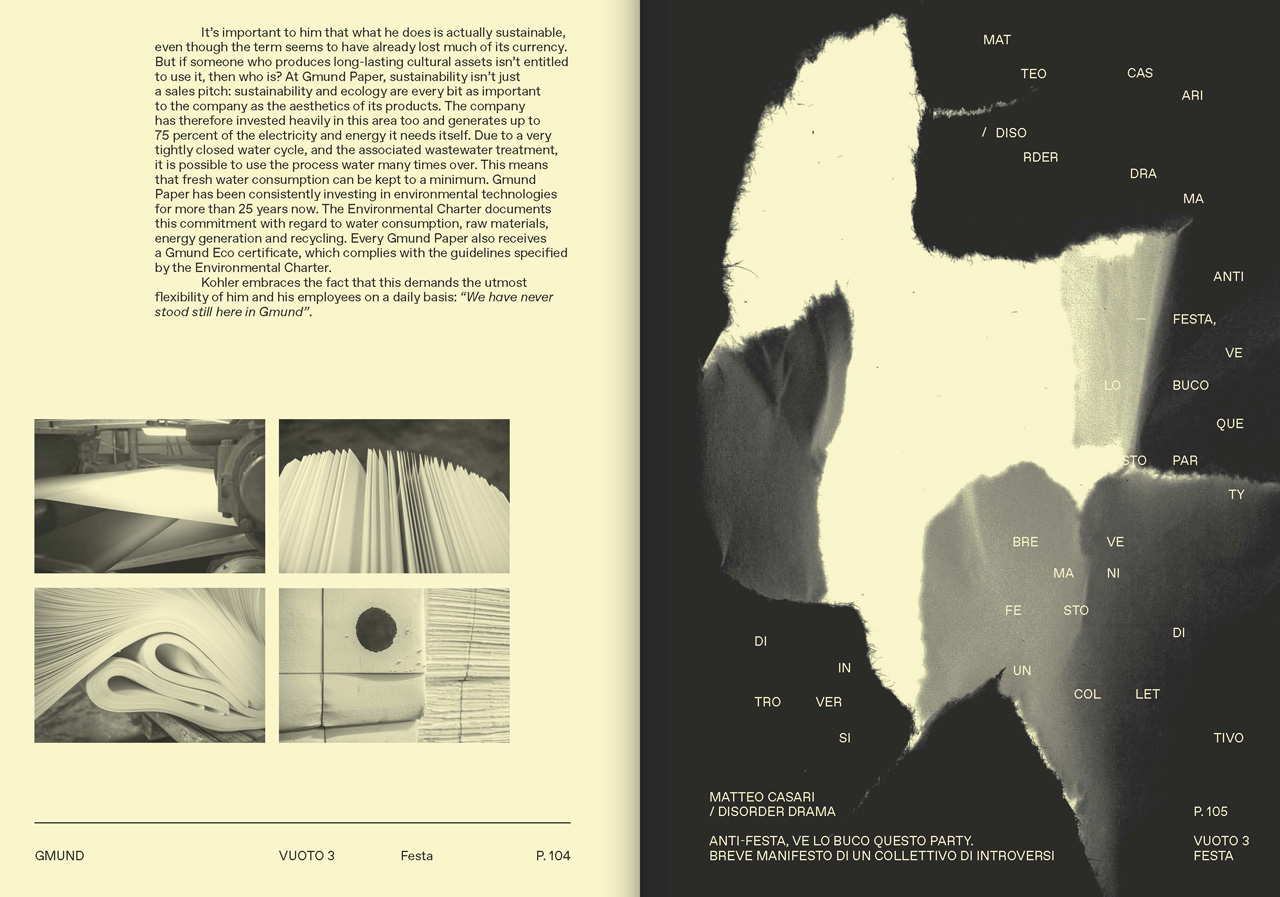 It's important to him that what he does is actually sustainable,
even though the term seems to have already lost much of its currency.
But if someone who produces long-lasting cultural assets isn't entitled
to use it, then who is? At Gmund Paper, sustainability isn't just
a sales pitch: sustainability and ecology are every bit as important
to the company as the aesthetics of its products. The company
has therefore invested heavily in this area too and generates up to
75 percent of the electricity and energy it needs itself. Due to a very
tightly closed water cycle, and the associated wastewater treatment,
it is possible to use the process water many times over. This means
that fresh water consumption can be kept to a minimum. Gmund
Paper has been consistently investing in environmental technologies
for more than 25 years now. The Environmental Charter documents
this commitment with regard to water consumption, raw materials,
energy generation and recycling. Every Gmund Paper also receives
a Gmund Eco certificate, which complies with the guidelines specified
by the Environmental Charter.
Kohler embraces the fact that this demands the utmost
flexibility of him and his employees on a daily basis: “We have never
stood still here in Gmund”.
GMUND VUOTO 3 Festa P. 104
MAT
TEO CAS
ARI
/ DISO
RDER
DRA
MA
ANTI
— FESTA,
VE
LO BUCO
QUE
STO PAR
TY
BRE VE
MA NI
FE STO
DI
UN
COL LET
TIVO
DI
IN
TRO VER
SI
MATTEO CASARI
/ DISORDER DRAMA
P. 105
ANTI-FESTA, VE LO BUCO QUESTO PARTY.
BREVE MANIFESTO DI UN COLLETTIVO DI INTROVERSI
VUOTO 3
FESTA